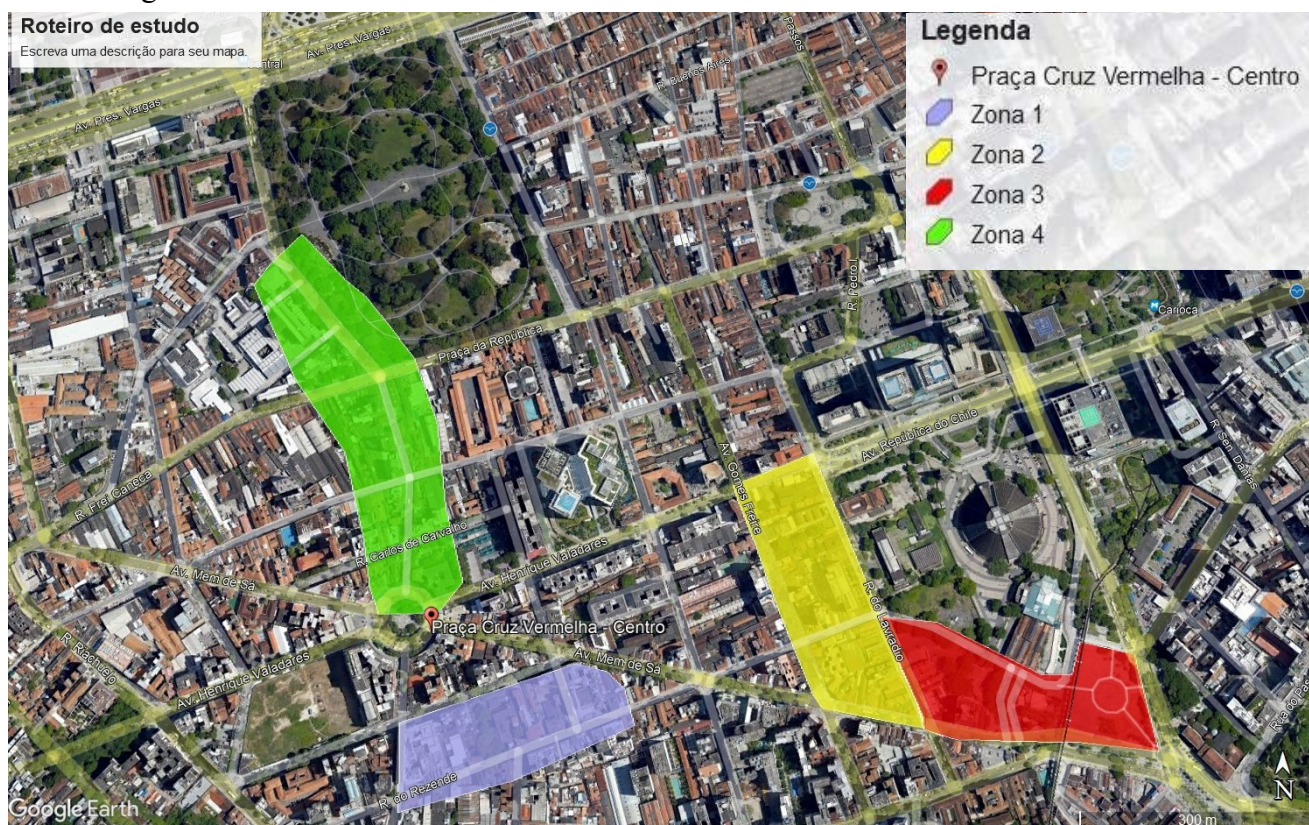 Roteiro de estudo
Escreva uma descrição para seu mapa.
Legenda
Praça Cruz Vermelha - Centro
Zona 1
Zona 2
Zona 3
Zona 4
Av. Pres. Vargas
Central
Av. Pres. Vargas
Passos
R. Buenos Aires
R. Pedro I
Carioca
Praça da República
Av. República do Chile
R. Sen. Dantas
R. Frei Caneca
Av. Gomes Freire
R. Carlos de Carvalho
Av. Henrique Valadares
Av. Mem de Sá
R. do Lavradio
Praça Cruz Vermelha - Centro
R. Riachuelo
Av. Henrique Valadares
Av. Mem de Sá
R. do Rezende
Google Earth
N
300 m